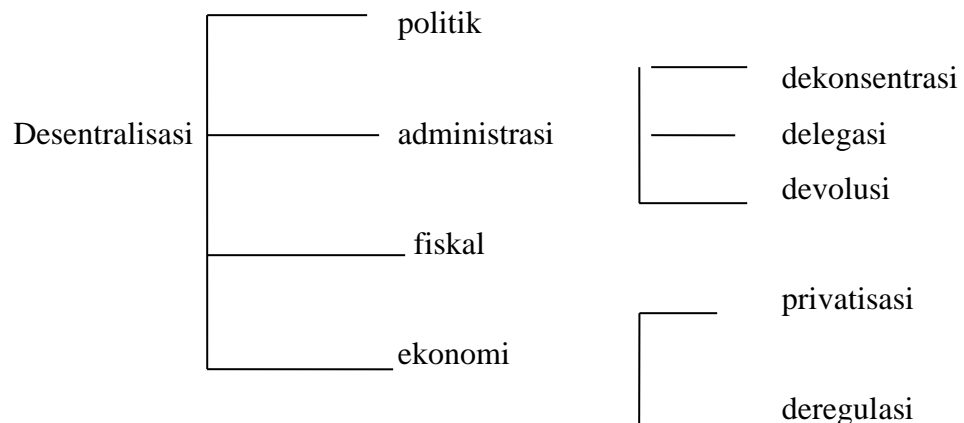 politik
dekonsentrasi
Desentralisasi administrasi delegasi
devolusi
fiskal
privatisasi
ekonomi
deregulasi